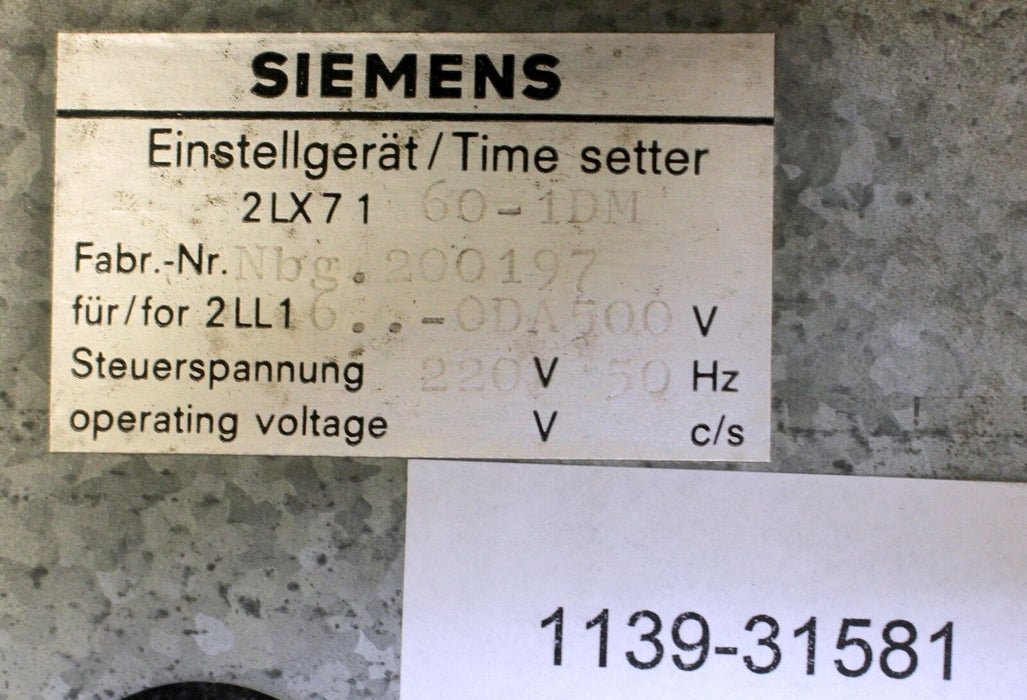 SIEMENS
Einstellgerät/Time setter
2LX71 60-1DM
Fabr.-Nr. Nbg. 200197
für/for 2LL1 6..-0DA500 V
Steuerspannung 220 V 50 Hz
operating voltage V c/s
1139-31581